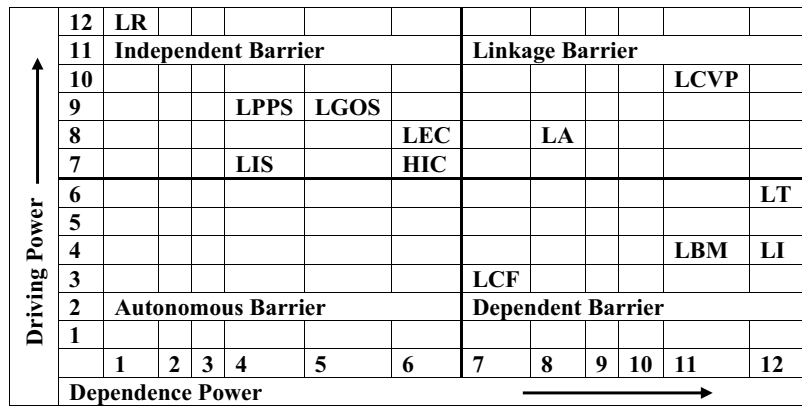 12 LR
11 Independent Barrier Linkage Barrier
10 LCVP
9 LPPS LGOS
8 LEC LA
7 LIS HIC
6 LT
5
4 LBM LI
3 LCF
2 Autonomous Barrier Dependent Barrier
1
1 2 3 4 5 6 7 8 9 10 11 12
Dependence Power
Driving Power